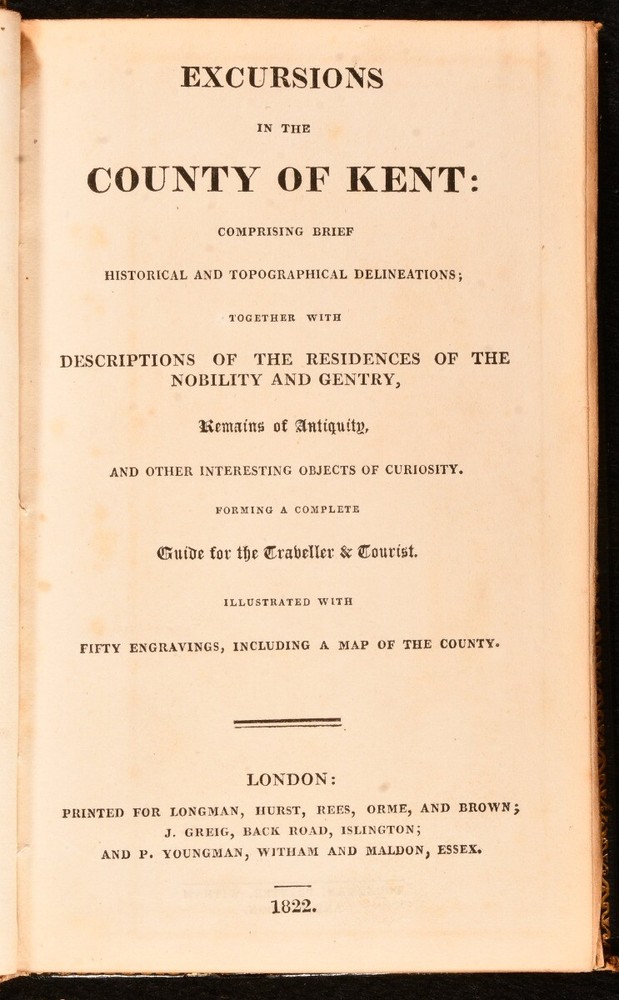 EXCURSIONS
IN THE
COUNTY OF KENT:
COMPRISING BRIEF
HISTORICAL AND TOPOGRAPHICAL DELINEATIONS;
TOGETHER WITH
DESCRIPTIONS OF THE RESIDENCES OF THE
NOBILITY AND GENTRY,
Remains of Antiquity,
AND OTHER INTERESTING OBJECTS OF CURIOSITY.
FORMING A COMPLETE
Guide for the Traveller & Tourist.
ILLUSTRATED WITH
FIFTY ENGRAVINGS, INCLUDING A MAP OF THE COUNTY.
LONDON:
PRINTED FOR LONGMAN, HURST, REES, ORME, AND BROWN;
J. GREIG, BACK ROAD, ISLINGTON;
AND P. YOUNGMAN, WITHAM AND MALDON, ESSEX.
1822.